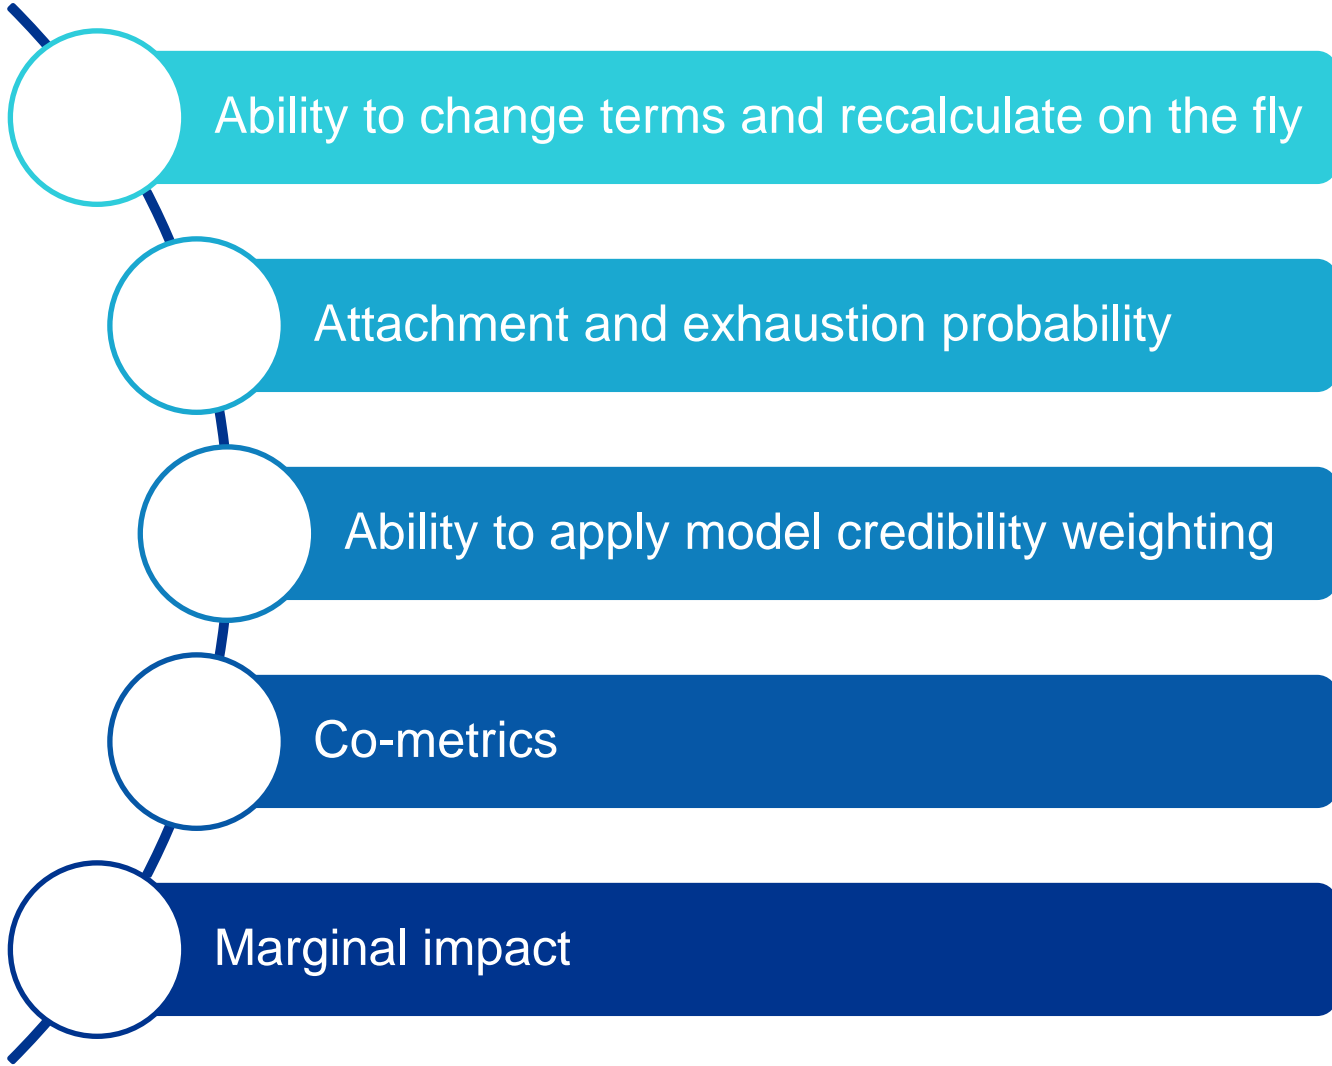 Ability to change terms and recalculate on the fly
Attachment and exhaustion probability
Ability to apply model credibility weighting
Co-metrics
Marginal impact